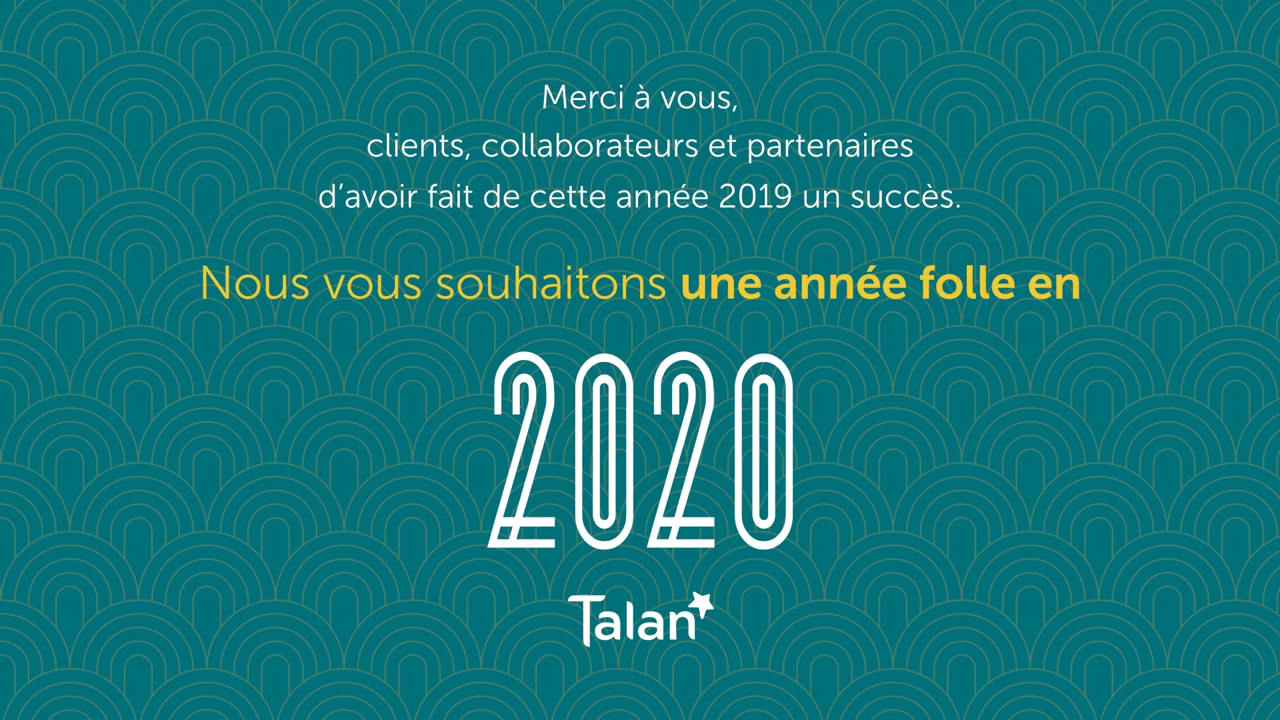 Merci à vous,
clients, collaborateurs et partenaires
d’avoir fait de cette année 2019 un succès.
Nous vous souhaitons une année folle en
2020
Talan